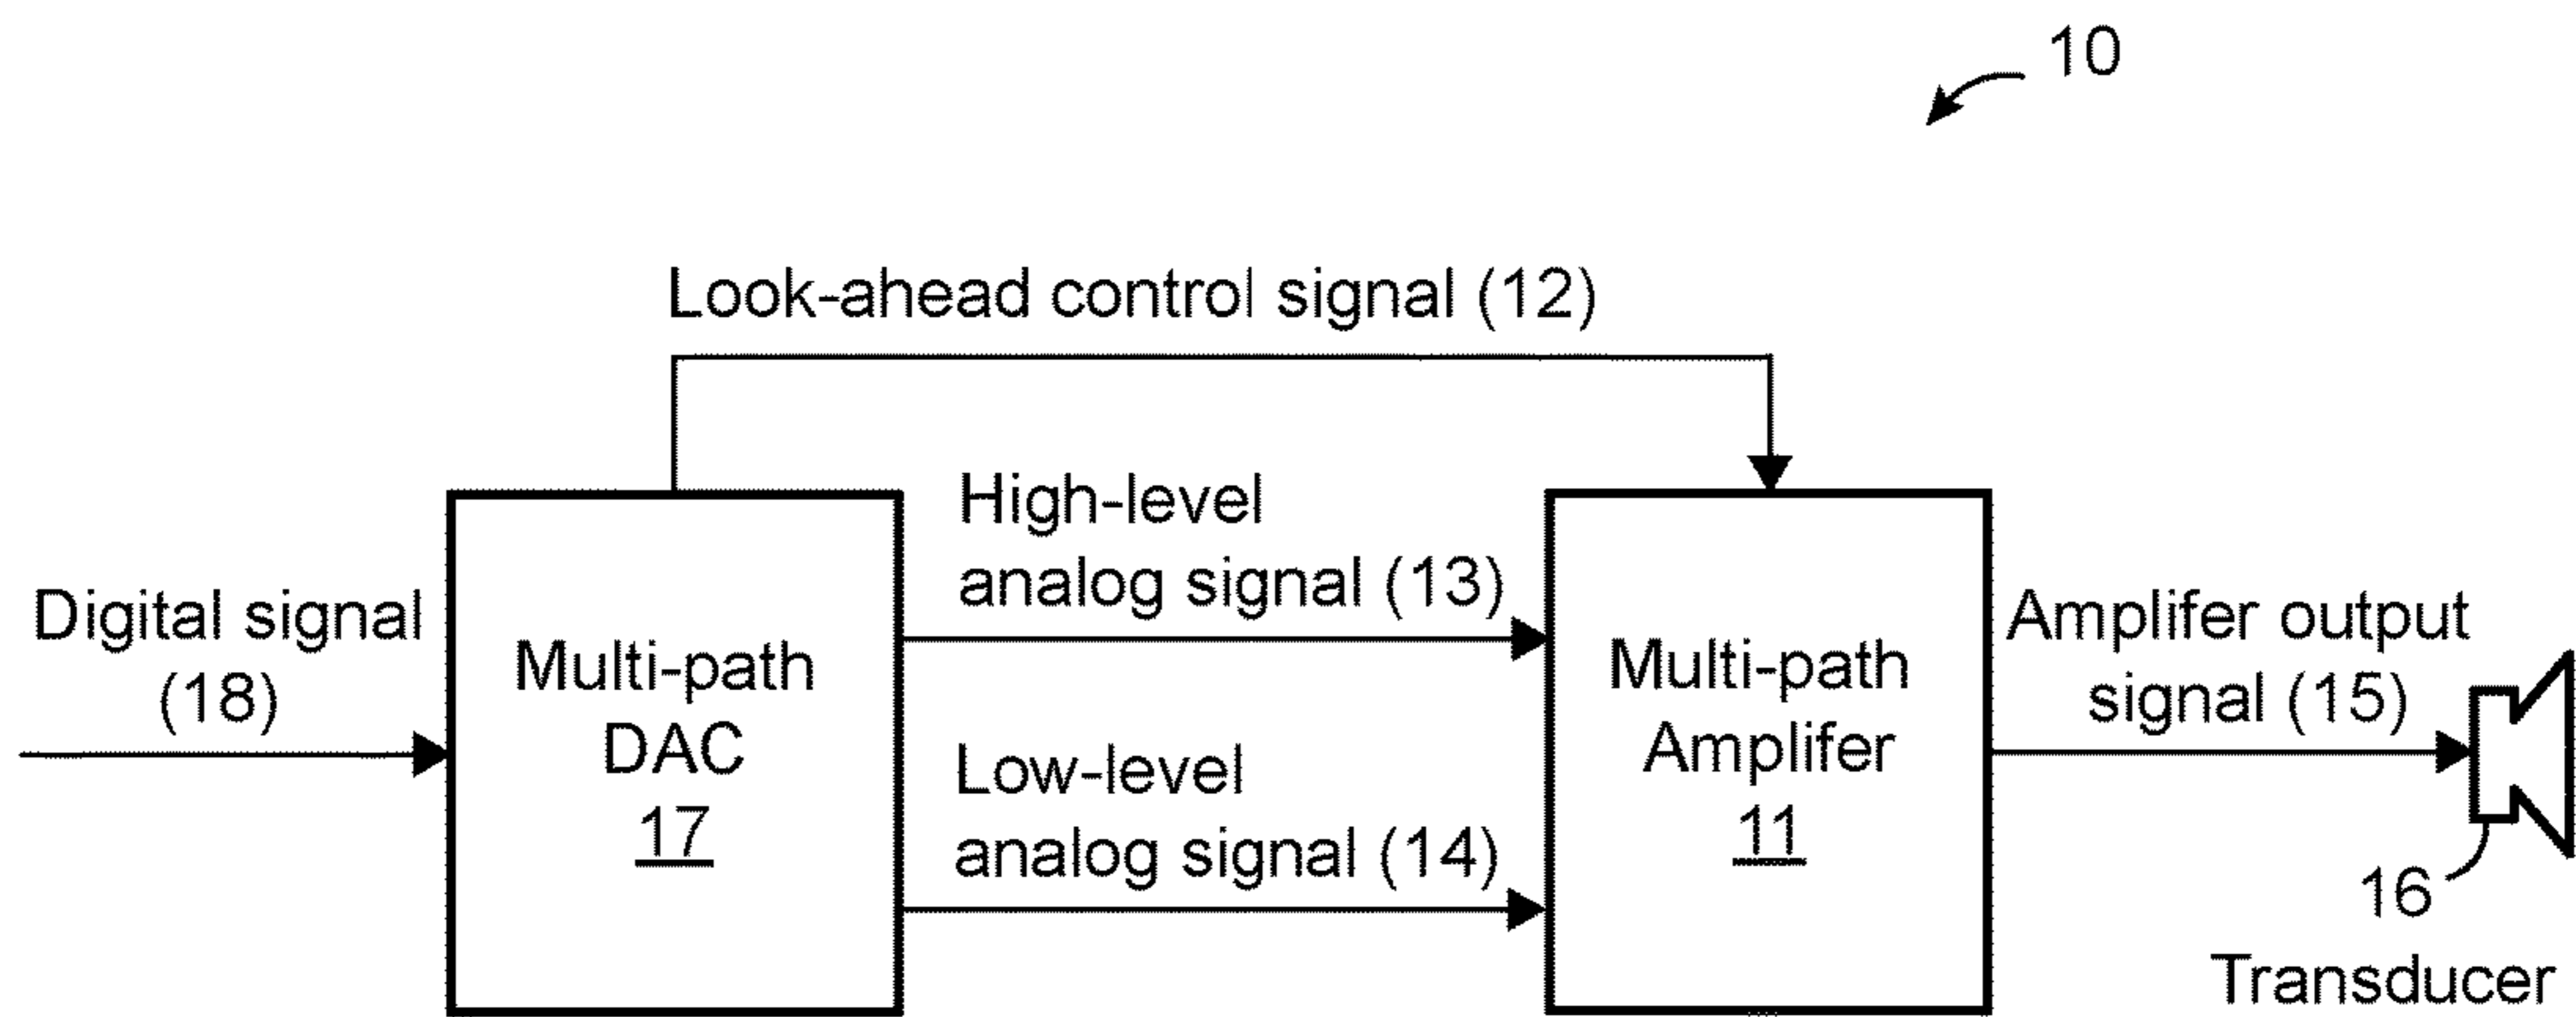 10
Look-ahead control signal (12)
Digital signal
(18)
Multi-path
DAC
17
High-level
analog signal (13)
Low-level
analog signal (14)
Multi-path
Amplifer
11
Amplifer output
signal (15)
16
Transducer